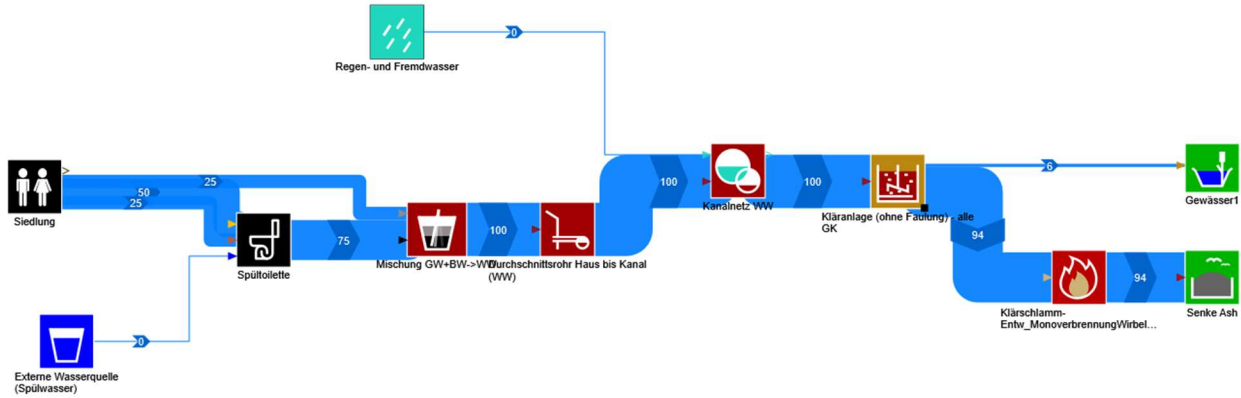 0
Regen- und Fremdwasser
25
50
25
Siedlung
75
Spültoilette
100
Mischung GW+BW->WW
Durchschnittsrohr Haus bis Kanal
(WW)
100
Kanalnetz WW
100
Kläranlage (ohne Faulung) - alle
GK
6
Gewässer1
94
94
Klärschlamm-
Entw_MonoverbrennungWirbel...
Senke Ash
0
Externe Wasserquelle
(Spülwasser)